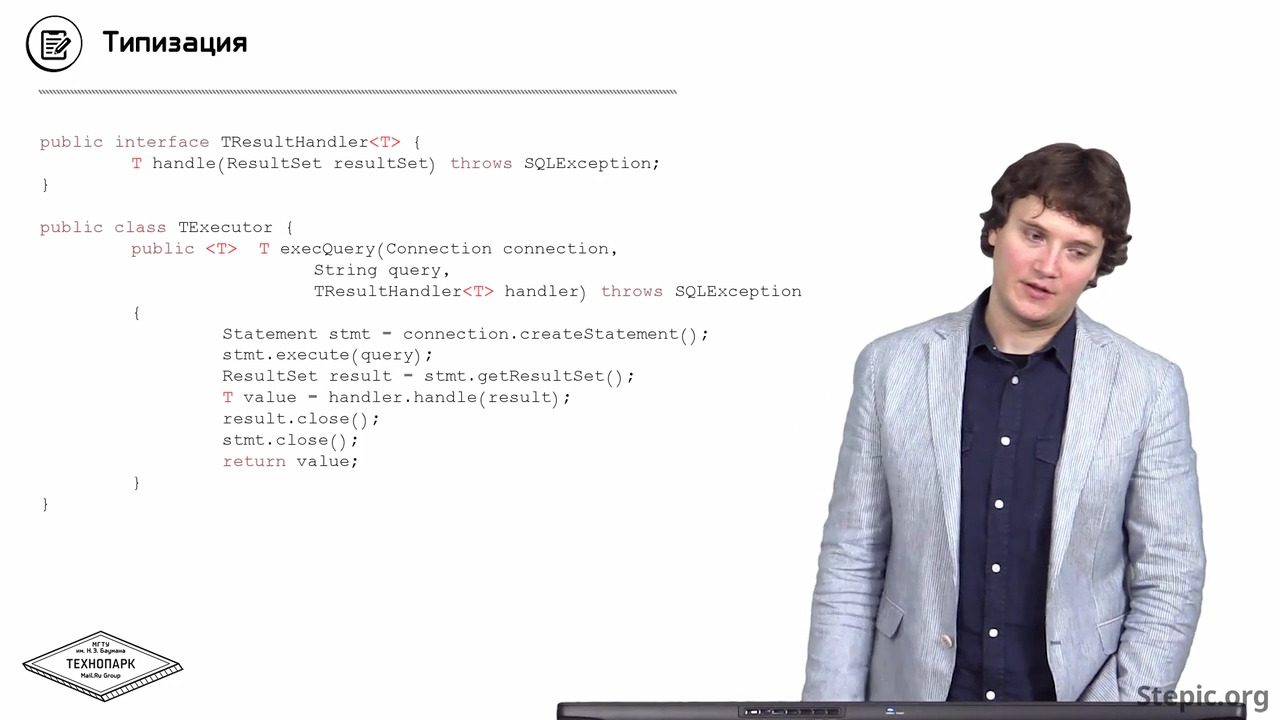 Типизация
public interface TResultHandler<T> {
T handle(ResultSet resultSet) throws SQLException;
}
public class TExecutor {
public <T> T execQuery(Connection connection,
String query,
TResultHandler<T> handler) throws SQLException
{
Statement stmt = connection.createStatement();
stmt.execute(query);
ResultSet result = stmt.getResultSet();
T value = handler.handle(result);
result.close();
stmt.close();
return value;
}
}
МГТУ
им. Н.Э. Баумана
ТЕХНОПАРК
Mail.Ru Group
Stepic.org